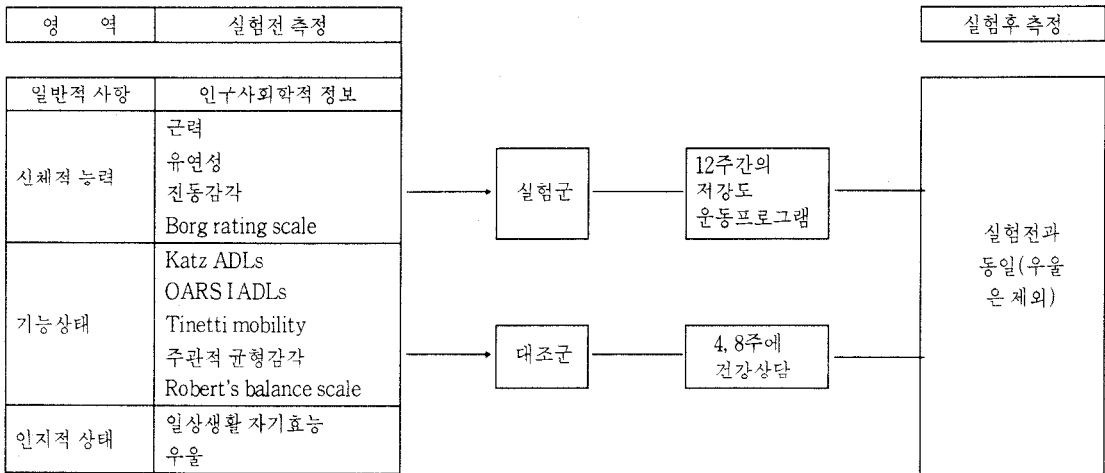 영 역 실험전 측정 실험후 측정
일반적 사항 인구사회학적 정보
신체적 능력
근력
유연성
진동감각
Borg rating scale
기능상태
Katz ADLs
OARS IADLs
Tinetti mobility
주관적 균형감각
Robert's balance scale
인지적 상태
일상생활 자기효능
우울
실험군
12주간의
저강도
운동프로그램
대조군
4, 8주에
건강상담
실험전과
동일(우울
은 제외)